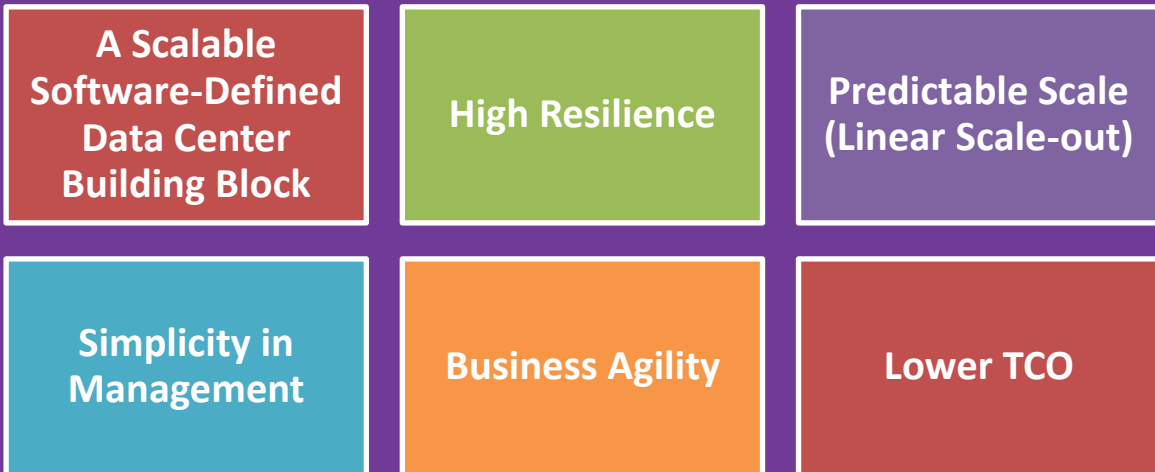 A Scalable
Software-Defined
Data Center
Building Block
High Resilience
Predictable Scale
(Linear Scale-out)
Simplicity in
Management
Business Agility
Lower TCO